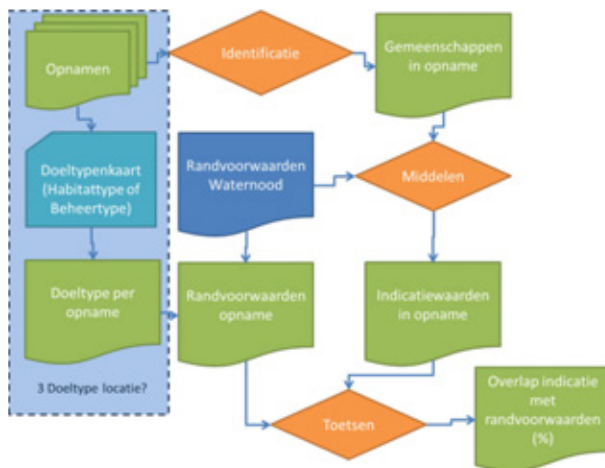 Opnamen
Identificatie
Gemeenschappen
in opname
Doeltypenkaart
(Habitattype of
Beheertype)
Randvoorwaarden
Waternood
Middelen
Doeltype per
opname
Randvoorwaarden
opname
Indicatiewaarden
in opname
3 Doeltype locatie?
Toetsen
Overlap indicatie
met
randvoorwaarden
(%)